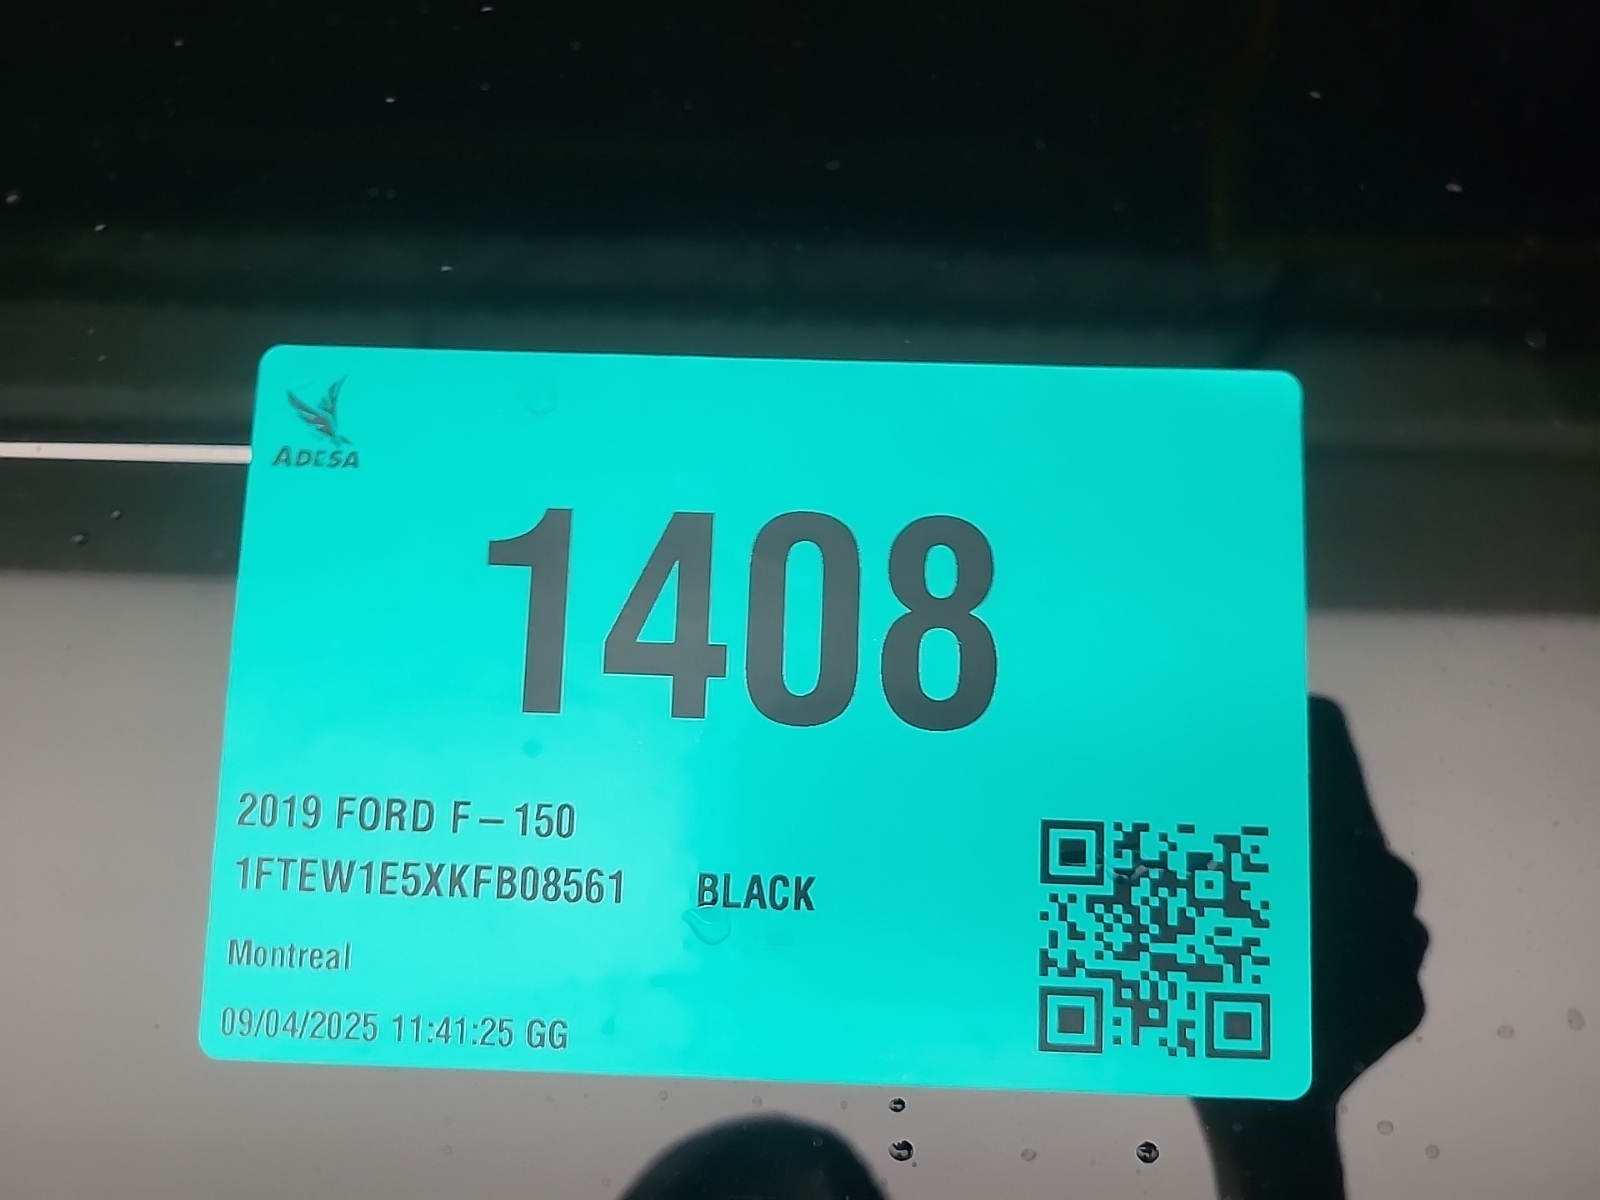 ADESA
1408
2019 FORD F-150
1FTEW1E5XKFB08561 BLACK
Montreal
09/04/2025 11:41:25 GG